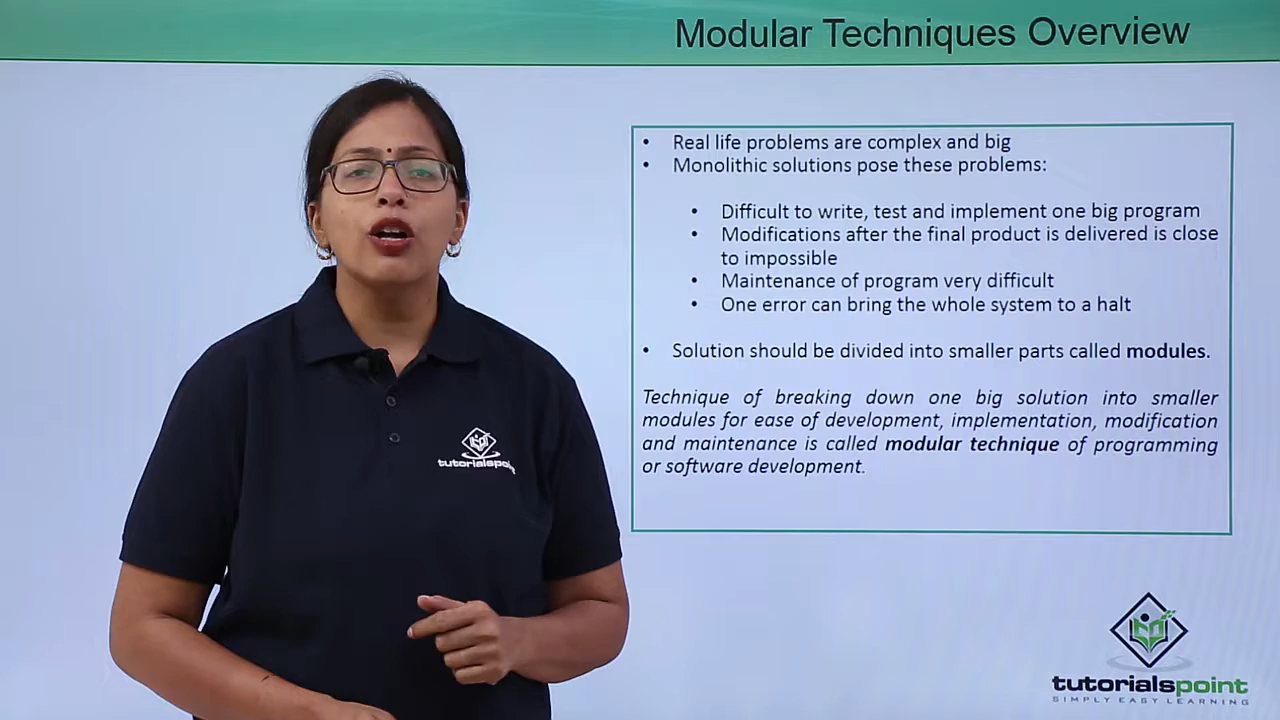 Modular Techniques Overview
• Real life problems are complex and big
• Monolithic solutions pose these problems:
• Difficult to write, test and implement one big program
• Modifications after the final product is delivered is close
to impossible
• Maintenance of program very difficult
• One error can bring the whole system to a halt
• Solution should be divided into smaller parts called modules.
Technique of breaking down one big solution into smaller
modules for ease of development, implementation, modification
and maintenance is called modular technique of programming
or software development.
tutorialspoint
tutorialspoint
SIMPLY EASY LEARNING